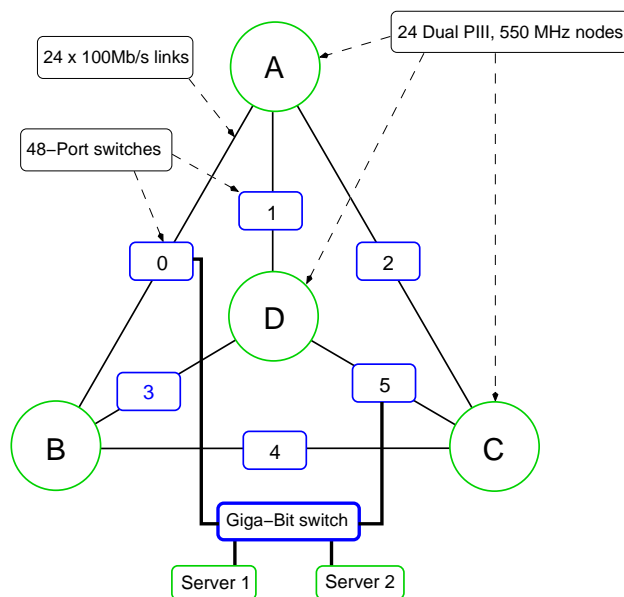 24 Dual PIII, 550 MHz nodes
24 x 100Mb/s links
A
48−Port switches
1
0
2
D
3
5
B
4
C
Giga−Bit switch
Server 1
Server 2